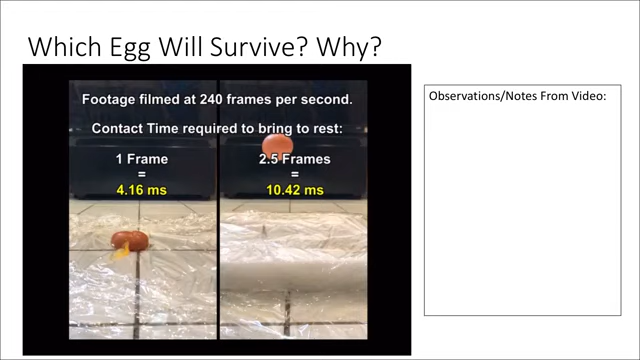 Which Egg Will Survive? Why?
Footage filmed at 240 frames per second.
Contact Time required to bring to rest:
1 Frame
=
4.16 ms
2.5 Frames
=
10.42 ms
Observations/Notes From Video: